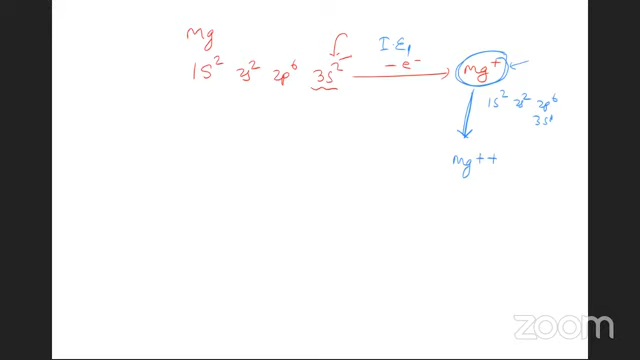 Mg
1S² 2s² 2p⁶ 3s² I.E₁ - e⁻ Mg⁺
1S² 2s² 2p⁶
3s¹
Mg++
zoom